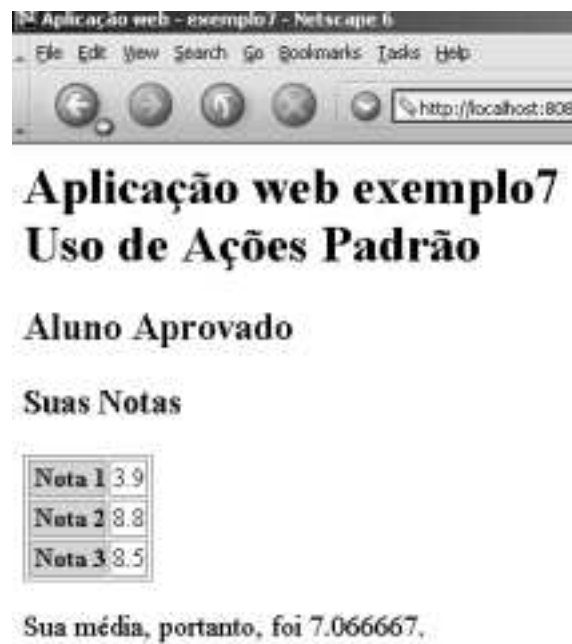 Aplicação web - exemplo7 - Netscape 6
File Edit View Search Go Bookmarks Tasks Help
http://localhost:808
Aplicação web exemplo7
Uso de Ações Padrão
Aluno Aprovado
Suas Notas
Nota 1 3.9
Nota 2 8.8
Nota 3 8.5
Sua média, portanto, foi 7.066667.